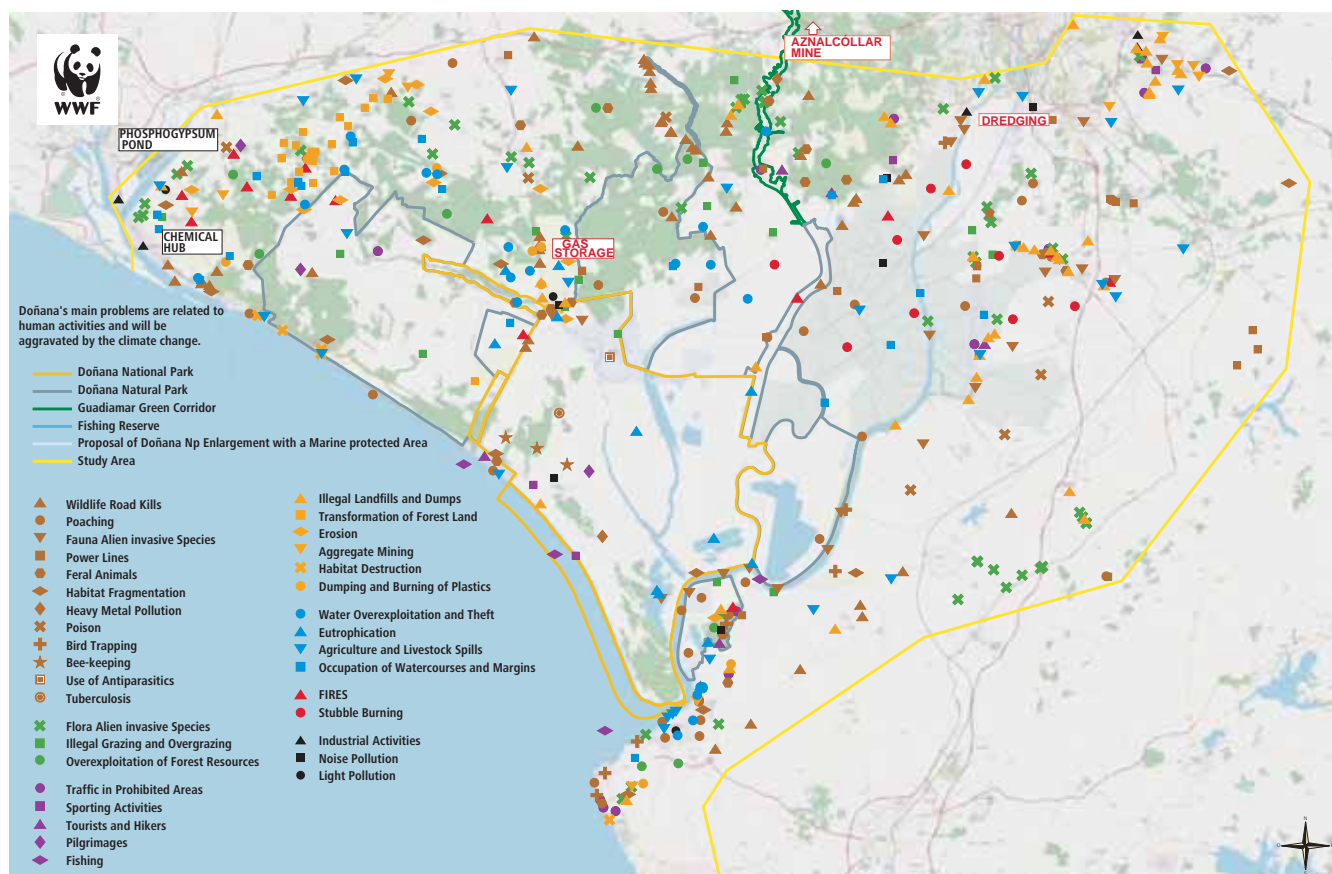 WWF
AZNALCÓLLAR
MINE
DREDGING
PHOSPHOGYPSUM
POND
CHEMICAL
HUB
GAS
STORAGE
Doñana's main problems are related to
human activities and will be
aggravated by the climate change.
Doñana National Park
Doñana Natural Park
Guadiamar Green Corridor
Fishing Reserve
Proposal of Doñana Np Enlargement with a Marine protected Area
Study Area
Wildlife Road Kills
Poaching
Fauna Alien invasive Species
Power Lines
Feral Animals
Habitat Fragmentation
Heavy Metal Pollution
Poison
Bird Trapping
Bee-keeping
Use of Antiparasitics
Tuberculosis
Flora Alien invasive Species
Illegal Grazing and Overgrazing
Overexploitation of Forest Resources
Traffic in Prohibited Areas
Sporting Activities
Tourists and Hikers
Pilgrimages
Fishing
Illegal Landfills and Dumps
Transformation of Forest Land
Erosion
Aggregate Mining
Habitat Destruction
Dumping and Burning of Plastics
Water Overexploitation and Theft
Eutrophication
Agriculture and Livestock Spills
Occupation of Watercourses and Margins
FIRES
Stubble Burning
Industrial Activities
Noise Pollution
Light Pollution